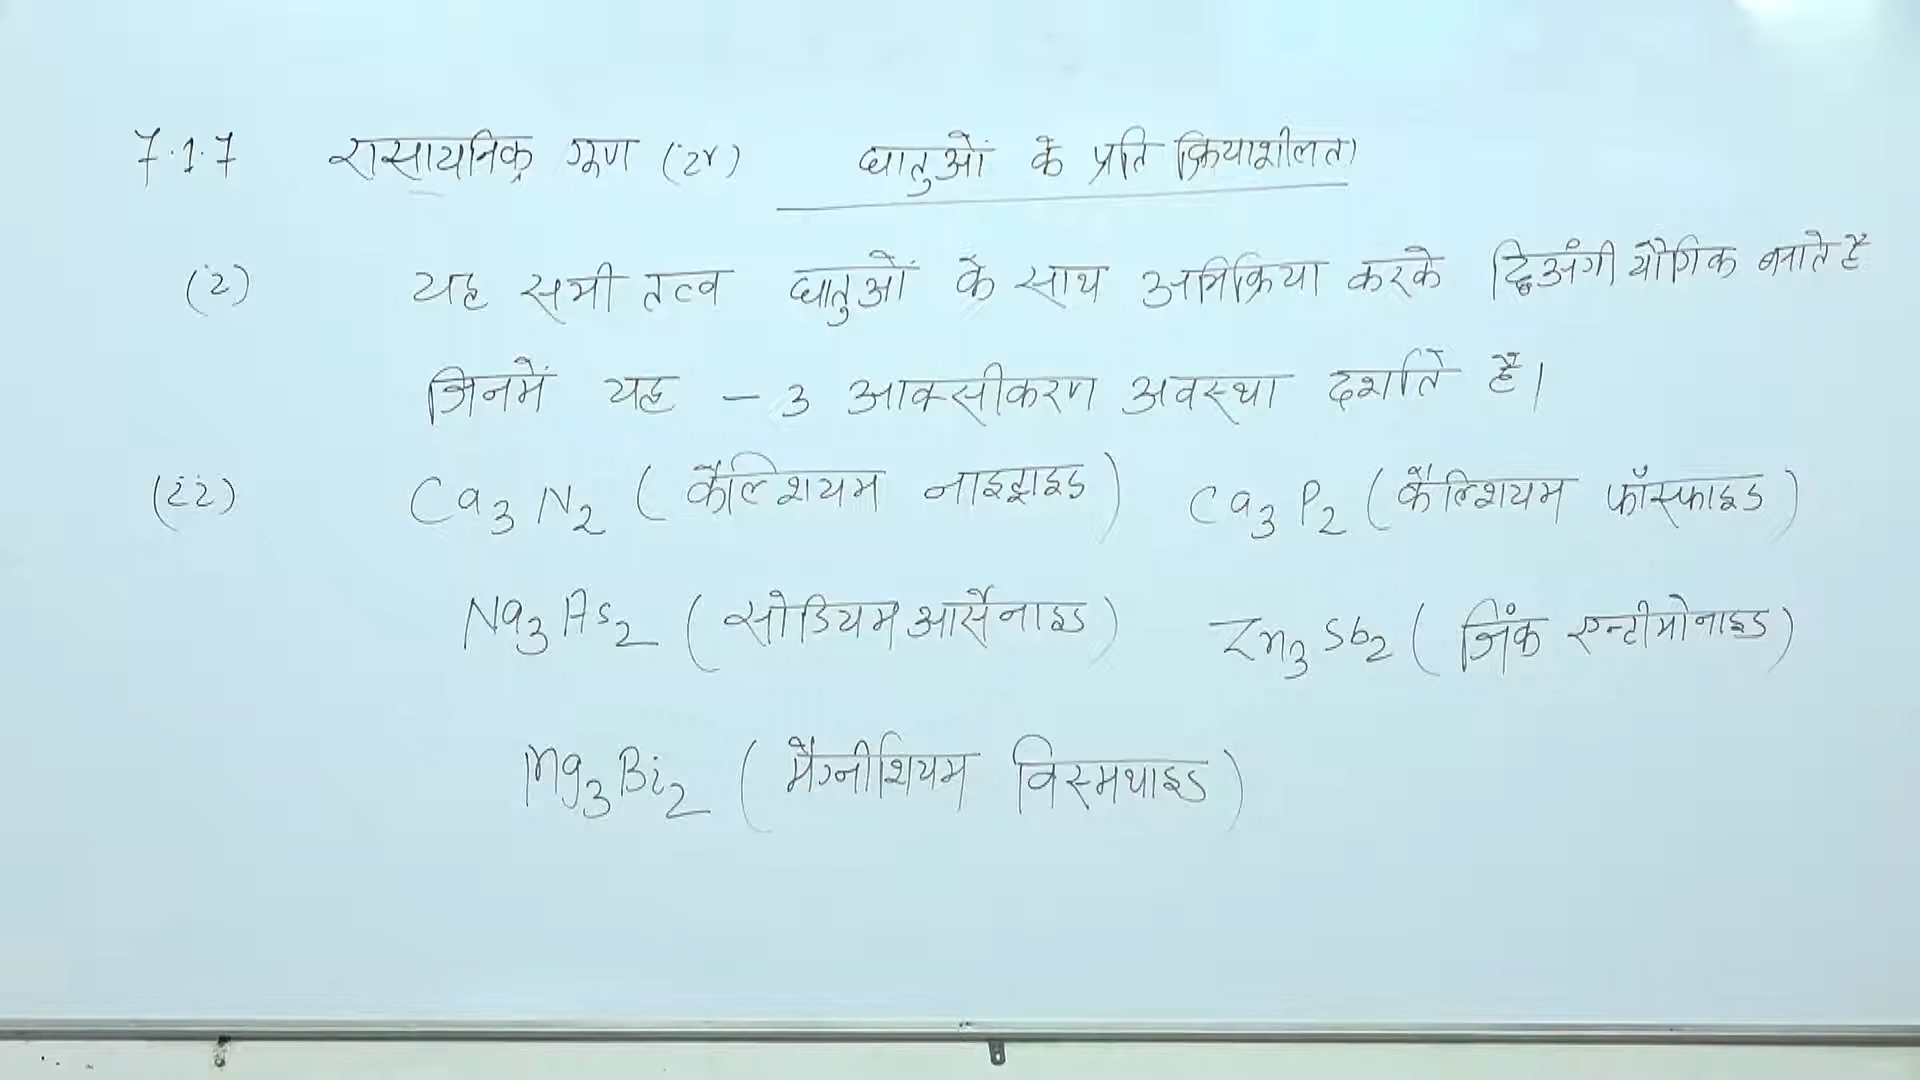 7.1.7 रासायनिक गूण (iv) धातुओं के प्रति क्रियाशीलता
(i) यह सभी तत्व धातुओं के साथ अभिक्रिया करके द्विअंगी यौगिक बनाते है
जिनमें यह -3 आक्सीकरण अवस्था दर्शाते है।
(ii) Ca₃N₂ (कैल्शियम नाइट्राइड) Ca₃P₂ (कैल्शियम फॉस्फाइड)
Na₃As₂ (सोडियम आर्सेनाइड) Zn₃Sb₂ (जिंक एन्टीमोनाइड)
Mg₃Bi₂ (मैग्नीशियम विस्मथाइड)